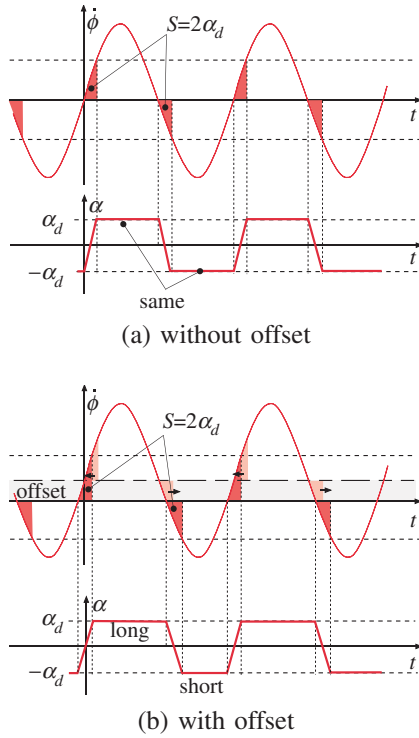 ϕ̇
S=2α_d
t
α
α_d
−α_d
t
same
(a) without offset
ϕ̇
S=2α_d
offset
t
α
α_d
long
−α_d
t
short
(b) with offset